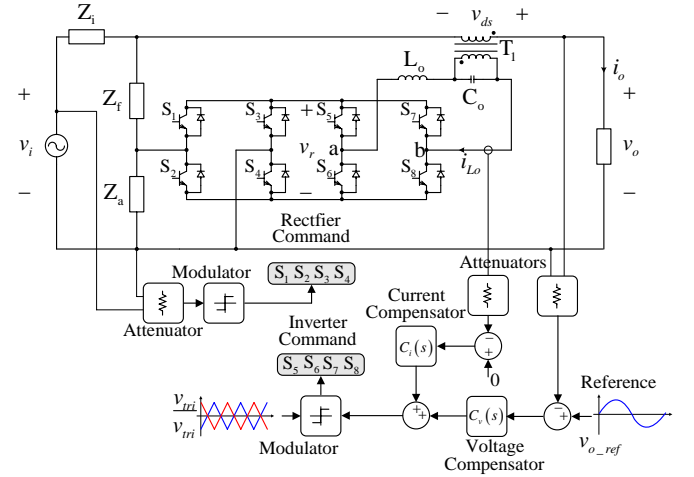 Z_i
− v_ds +
T_1
L_o
C_o
i_o
+
Z_f
S_1 S_3 + S_5 S_7
v_i
v_r a b
i_Lo
v_o
−
Z_a
S_2 S_4 − S_6 S_8
−
Rectfier
Command
Modulator
S_1 S_2 S_3 S_4
Attenuators
Attenuator
Current
Compensator
Inverter
Command
C_i(s)
−
+
S_5 S_6 S_7 S_8
0
Reference
v_tri
v_tri
+
+
C_v(s)
−
+
Modulator
Voltage
Compensator
v_o_ref